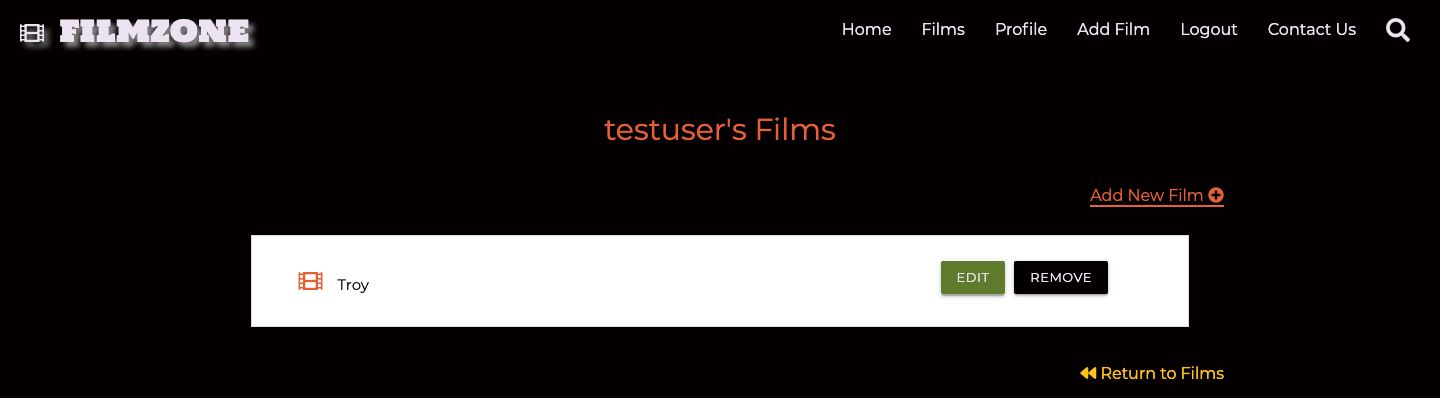 FILMZONE Home Films Profile Add Film Logout Contact Us
testuser's Films
Add New Film
Troy EDIT REMOVE
Return to Films